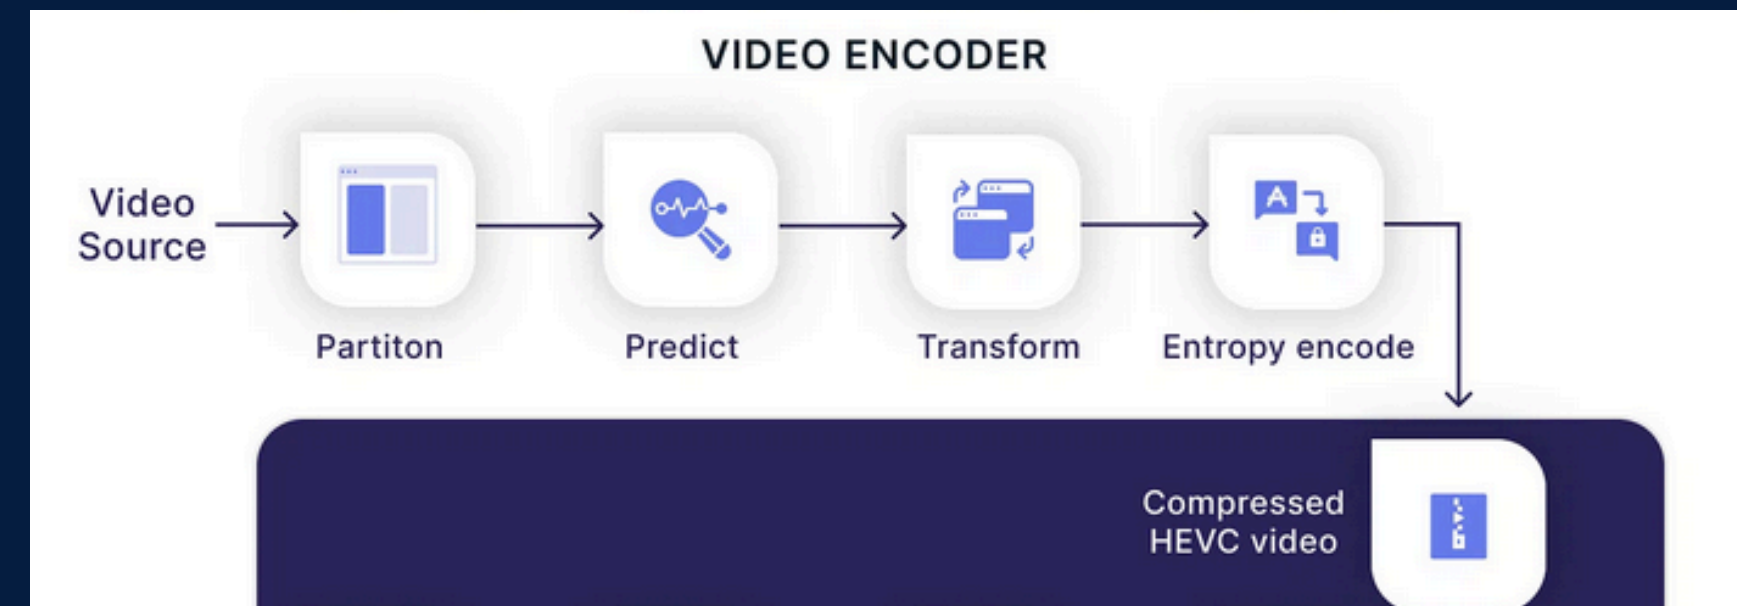 VIDEO ENCODER
Video
Source
Partiton
Predict
Transform
Entropy encode
Compressed
HEVC video